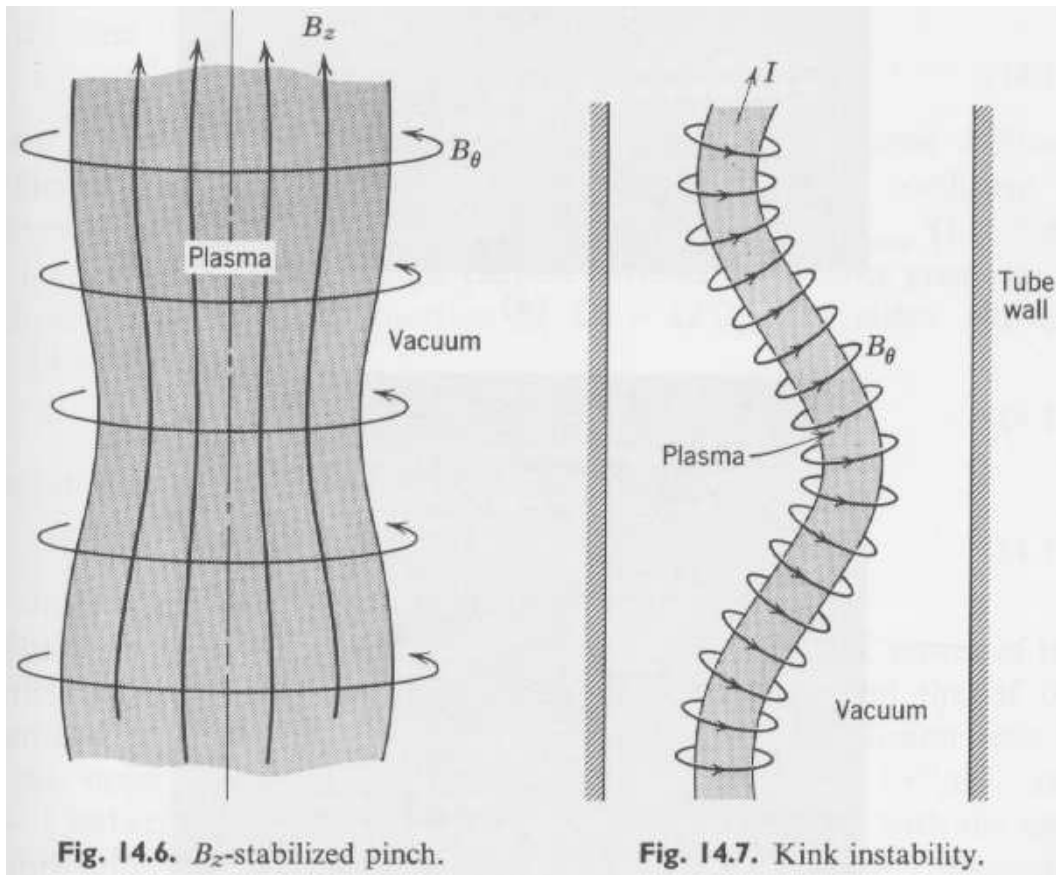 B_z
B_θ
Plasma
Vacuum
Fig. 14.6. B_z-stabilized pinch.
I
Tube
wall
B_θ
Plasma
Vacuum
Fig. 14.7. Kink instability.